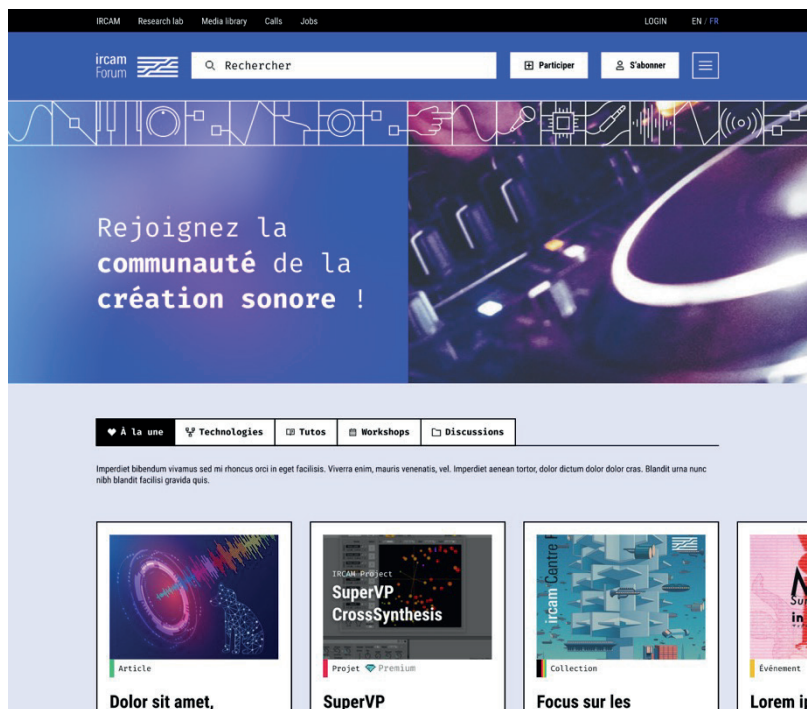 IRCAM Research lab Media library Calls Jobs LOGIN EN / FR
ircam
Forum
Rechercher
Participer
S'abonner
Rejoignez la
communauté de la
création sonore !
À la une Technologies Tutos Workshops Discussions
Imperdiet bibendum vivamus sed mi rhoncus orci in eget facilisis. Viverra enim, mauris venenatis, vel. Imperdiet aenean tortor, dolor dictum dolor dolor cras. Blandit urna nunc
nibh blandit facilisi gravida quis.
Article
Dolor sit amet,
IRCAM Project
SuperVP
CrossSynthesis
Projet Premium
SuperVP
ircam Centre
Collection
Focus sur les
in
Événement
Lorem